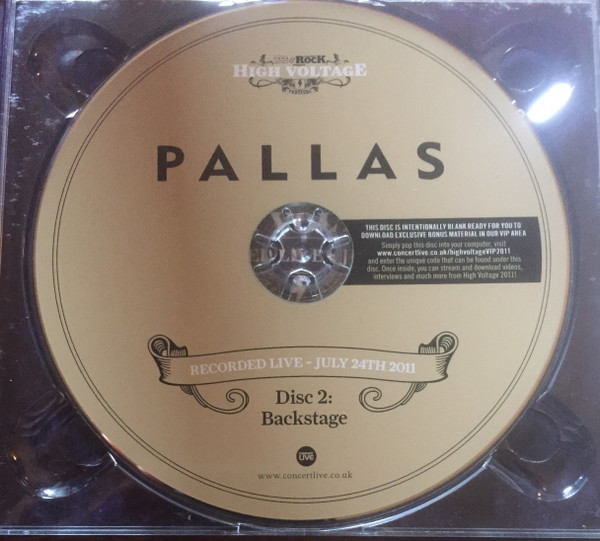 ROCK
HIGH VOLTAGE
FESTIVAL
PALLAS
THIS DISC IS INTENTIONALLY BLANK READY FOR YOU TO
DOWNLOAD EXCLUSIVE BONUS MATERIAL IN OUR VIP AREA
Simply pop this disc into your computer, visit
www.concertlive.co.uk/highvoltageVIP2011
and enter the unique code that can be found under this
disc. Once inside, you can stream and download videos,
interviews and much more from High Voltage 2011!
RECORDED LIVE - JULY 24TH 2011
Disc 2:
Backstage
LIVE
www.concertlive.co.uk